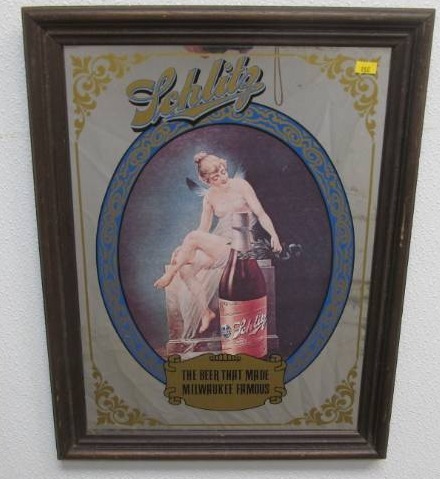 Schlitz
Schlitz
THE BEER THAT MADE
MILWAUKEE FAMOUS